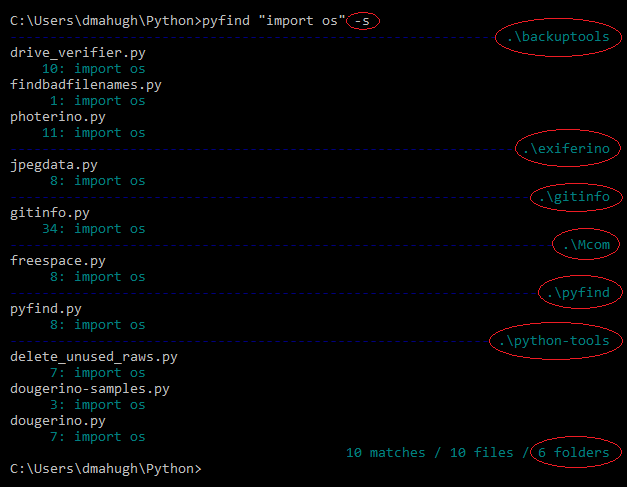 C:\Users\dmahugh\Python>pyfind "import os" -s
.\backuptools
drive_verifier.py
10: import os
findbadfilenames.py
1: import os
photerino.py
11: import os
.\exiferino
jpegdata.py
8: import os
.\gitinfo
gitinfo.py
34: import os
.\Mcom
freespace.py
8: import os
.\pyfind
pyfind.py
8: import os
.\python-tools
delete_unused_raws.py
7: import os
dougerino-samples.py
3: import os
dougerino.py
7: import os
10 matches / 10 files / 6 folders
C:\Users\dmahugh\Python>